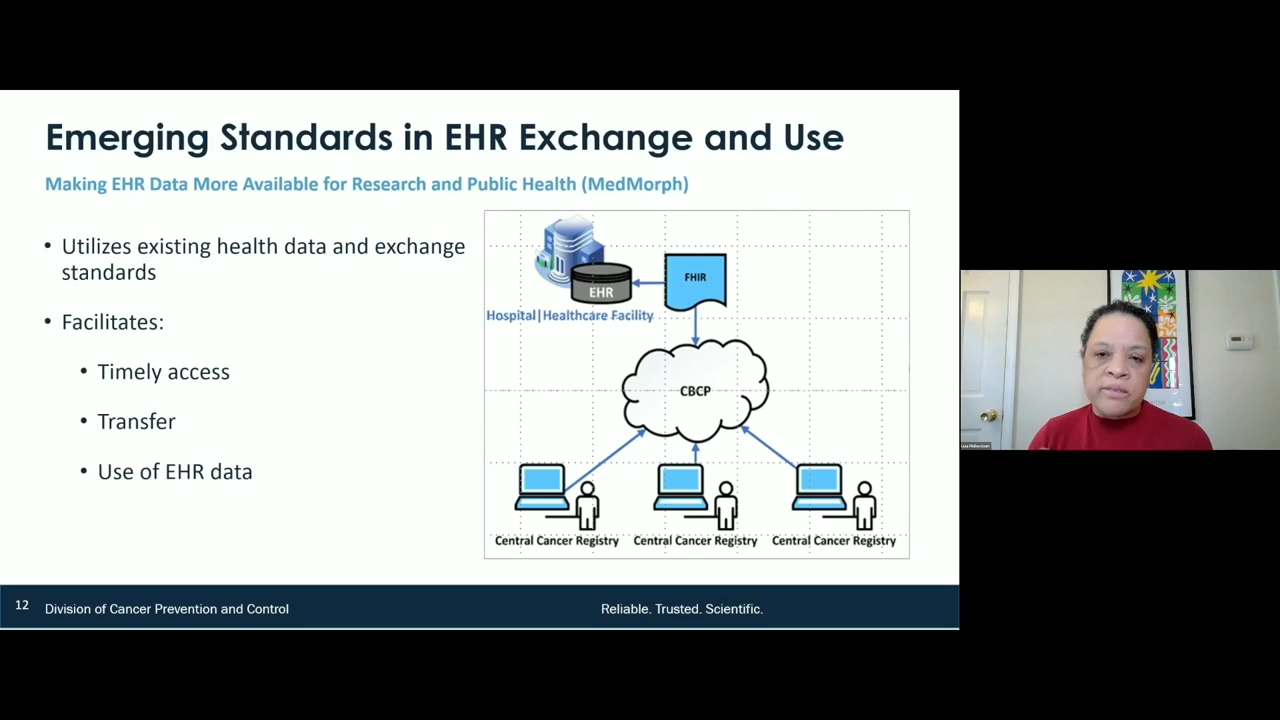 Emerging Standards in EHR Exchange and Use
Making EHR Data More Available for Research and Public Health (MedMorph)
• Utilizes existing health data and exchange
standards
• Facilitates:
• Timely access
• Transfer
• Use of EHR data
EHR
FHIR
Hospital|Healthcare Facility
CBCP
Central Cancer Registry
Central Cancer Registry
Central Cancer Registry
12
Division of Cancer Prevention and Control
Reliable. Trusted. Scientific.